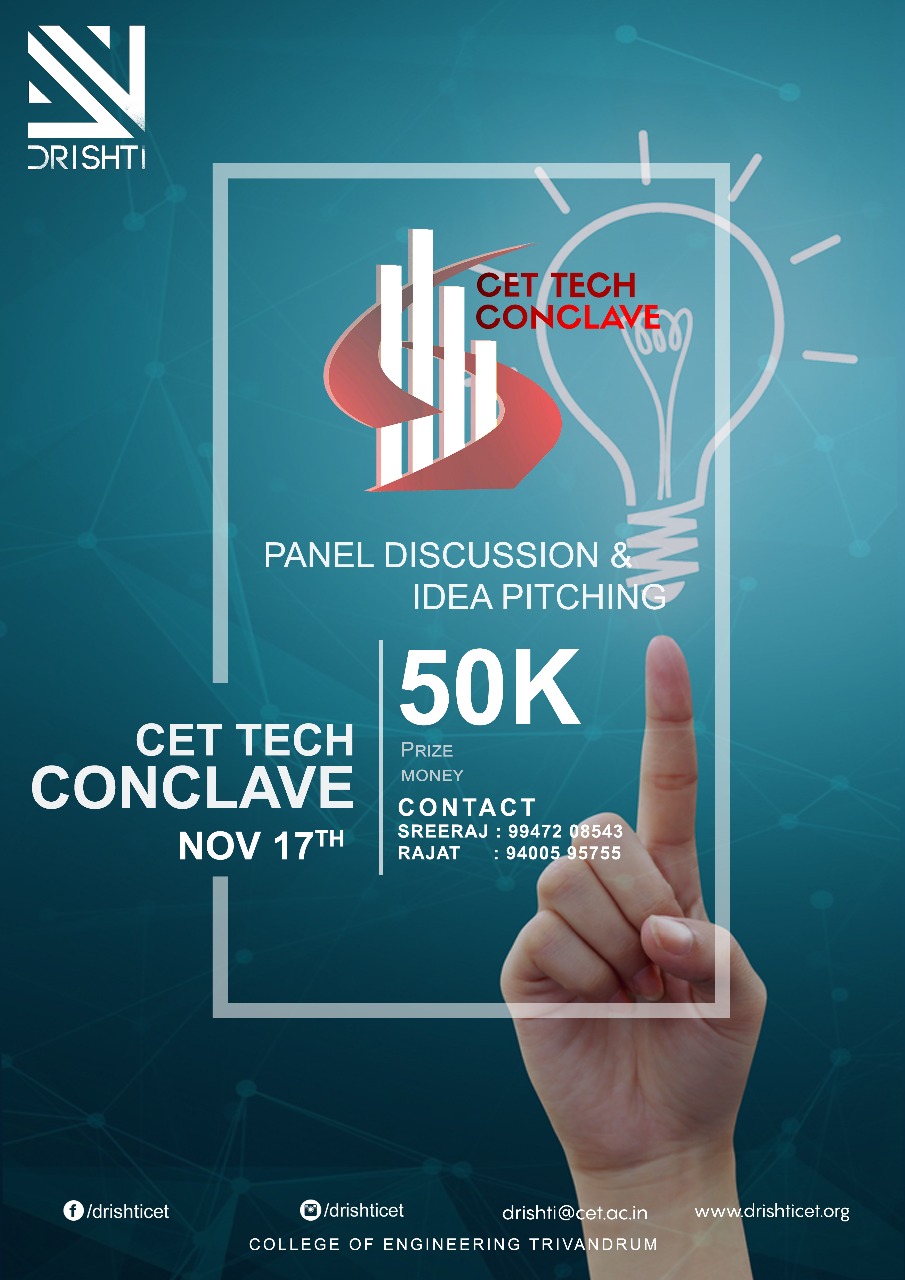 DRISHTI
CET TECH
CONCLAVE
PANEL DISCUSSION &
IDEA PITCHING
50K
PRIZE
MONEY
CET TECH
CONCLAVE
NOV 17TH
CONTACT
SREERAJ : 99472 08543
RAJAT : 94005 95755
/drishticet
/drishticet
drishti@cet.ac.in
www.drishticet.org
COLLEGE OF ENGINEERING TRIVANDRUM